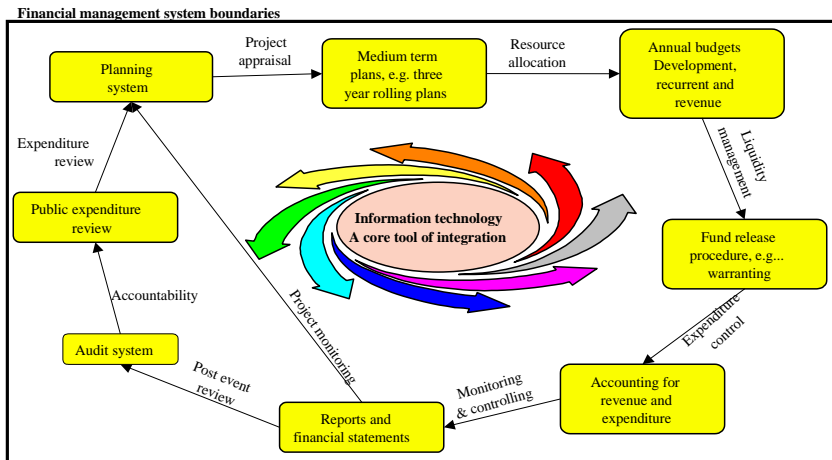 Financial management system boundaries
Planning
system
Project
appraisal
Medium term
plans, e.g. three
year rolling plans
Resource
allocation
Annual budgets
Development,
recurrent and
revenue
Liquidity
management
Fund release
procedure, e.g...
warranting
Expenditure
control
Accounting for
revenue and
expenditure
Monitoring
& controlling
Reports and
financial statements
Project monitoring
Post event
review
Audit system
Accountability
Public expenditure
review
Expenditure
review
Information technology
A core tool of integration